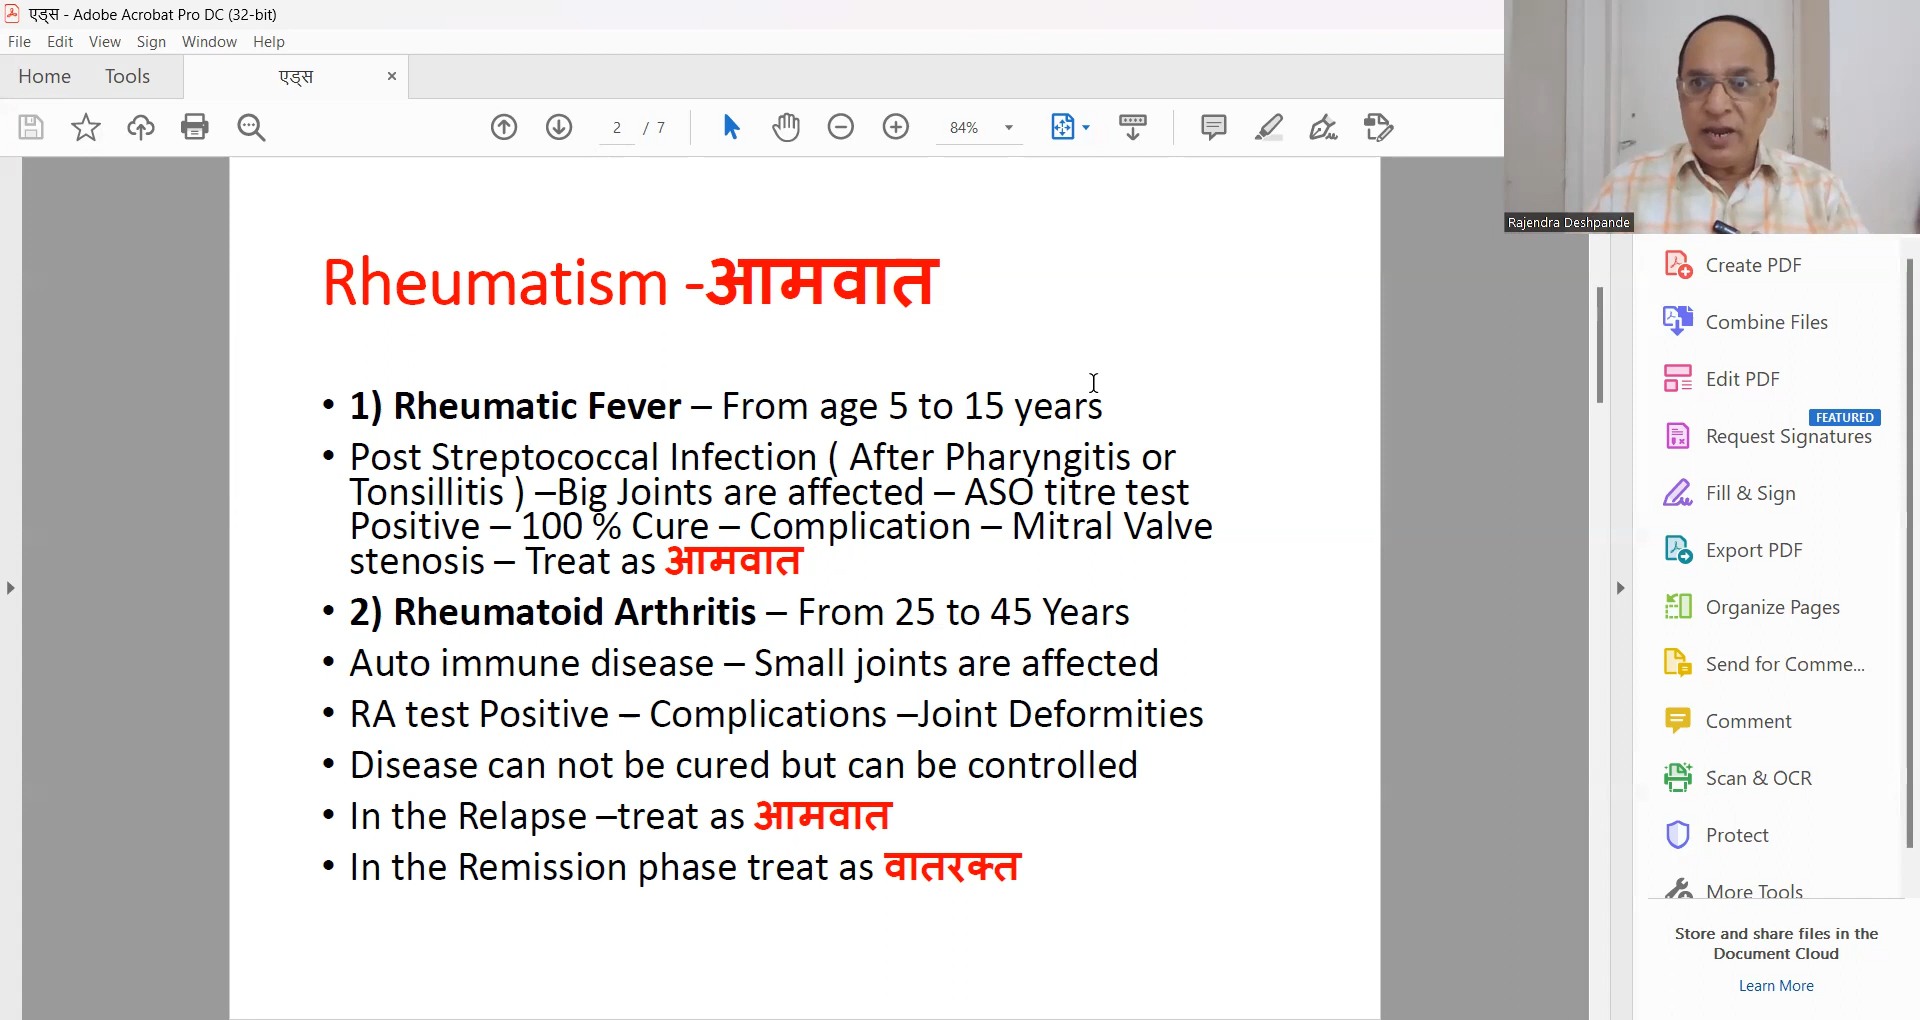 एड्स - Adobe Acrobat Pro DC (32-bit)
File Edit View Sign Window Help
Home Tools एड्स ×
2 / 7 84%
Rajendra Deshpande
Rheumatism -आमवात
• 1) Rheumatic Fever – From age 5 to 15 years
• Post Streptococcal Infection ( After Pharyngitis or
Tonsillitis ) –Big Joints are affected – ASO titre test
Positive – 100 % Cure – Complication – Mitral Valve
stenosis – Treat as आमवात
• 2) Rheumatoid Arthritis – From 25 to 45 Years
• Auto immune disease – Small joints are affected
• RA test Positive – Complications –Joint Deformities
• Disease can not be cured but can be controlled
• In the Relapse –treat as आमवात
• In the Remission phase treat as वातरक्त
Create PDF
Combine Files
Edit PDF
FEATURED
Request Signatures
Fill & Sign
Export PDF
Organize Pages
Send for Comme...
Comment
Scan & OCR
Protect
More Tools
Store and share files in the
Document Cloud
Learn More